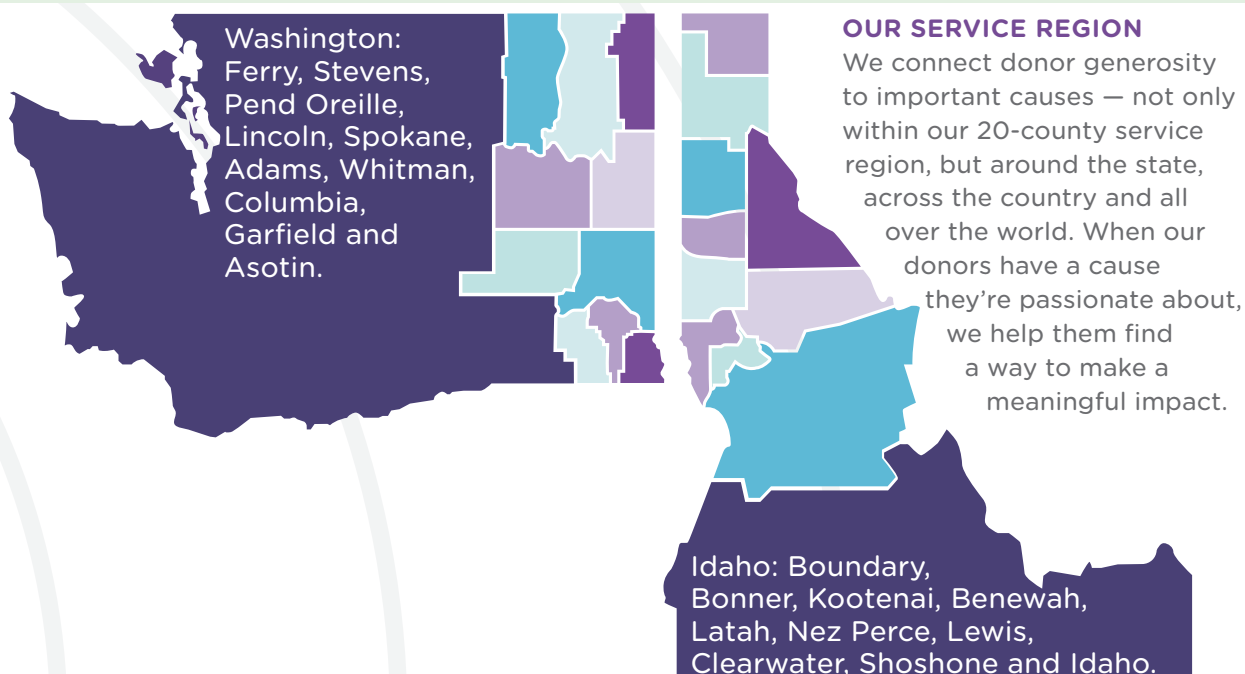 Washington:
Ferry, Stevens,
Pend Oreille,
Lincoln, Spokane,
Adams, Whitman,
Columbia,
Garfield and
Asotin.
OUR SERVICE REGION
We connect donor generosity
to important causes — not only
within our 20-county service
region, but around the state,
across the country and all
over the world. When our
donors have a cause
they’re passionate about,
we help them find
a way to make a
meaningful impact.
Idaho: Boundary,
Bonner, Kootenai, Benewah,
Latah, Nez Perce, Lewis,
Clearwater, Shoshone and Idaho.